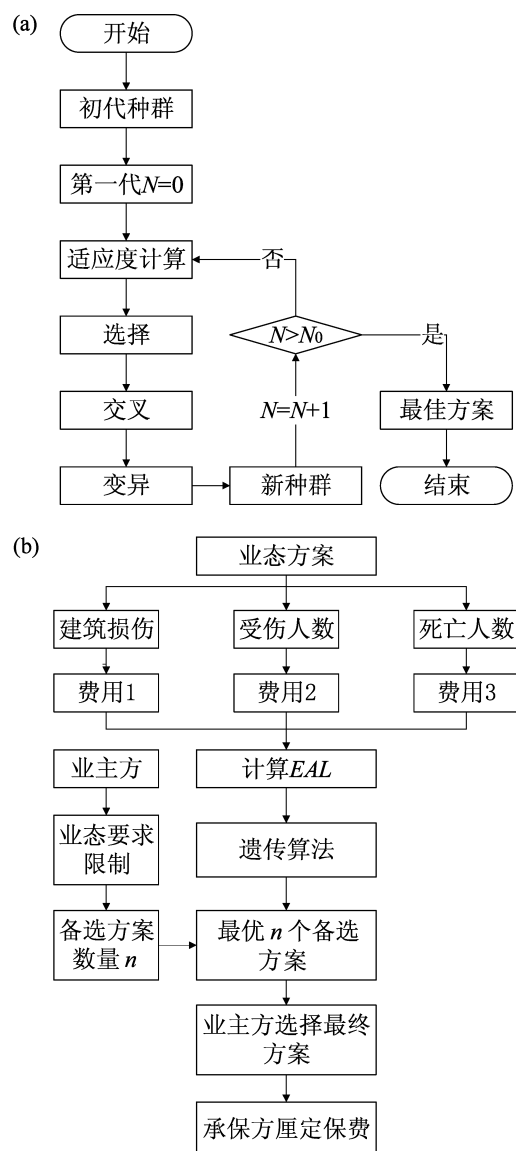 (a)
开始
初代种群
第一代N=0
适应度计算
否
选择
N>N0
是
交叉
N=N+1
最佳方案
变异
新种群
结束
(b)
业态方案
建筑损伤
受伤人数
死亡人数
费用1
费用2
费用3
业主方
计算EAL
业态要求
限制
遗传算法
备选方案
数量n
最优n个备选
方案
业主方选择最终
方案
承保方厘定保费